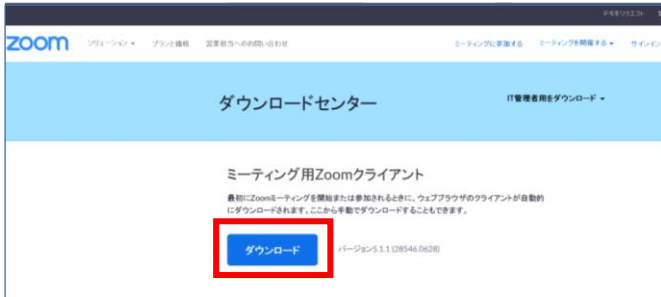 デモをリクエスト
zoom ソリューション プランと価格 営業担当へのお問い合わせ ミーティングに参加する ミーティングを開催する サインイン
ダウンロードセンター IT管理者用をダウンロード
ミーティング用Zoomクライアント
最初にZoomミーティングを開始または参加されるときに、ウェブブラウザのクライアントが自動的
にダウンロードされます。ここから手動でダウンロードすることもできます。
ダウンロード バージョン5.1.1 (28546.0628)